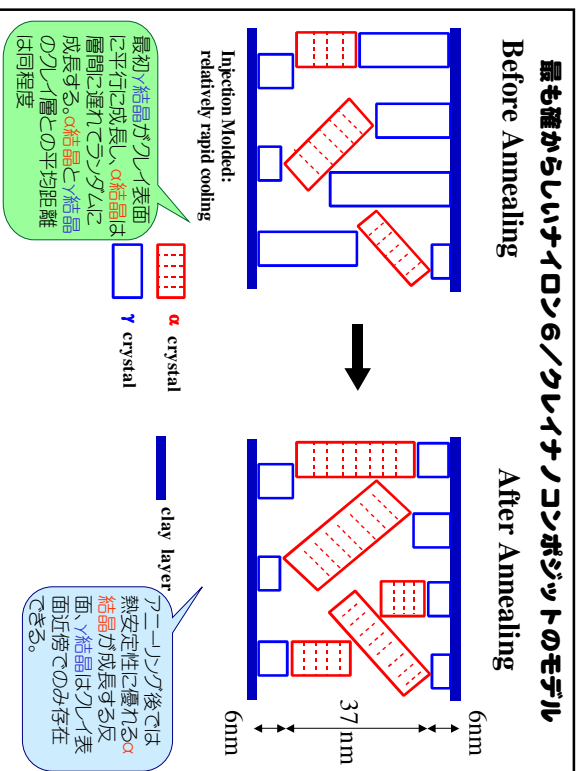 最も確からしいナイロン6/クレイナノコンポジットのモデル
Before Annealing
After Annealing
6nm
37 nm
6nm
Injection Molded:
relatively rapid cooling
α crystal
γ crystal
clay layer
最初γ結晶がクレイ表面
に平行に成長、α結晶は
層間に遅れてランダムに
成長する。α結晶とγ結晶
のクレイ層との平均距離
は同程度
アニーリング後では
熱安定性に優れるα
結晶が成長する反
面、γ結晶はクレイ表
面近傍でのみ存在
できる。